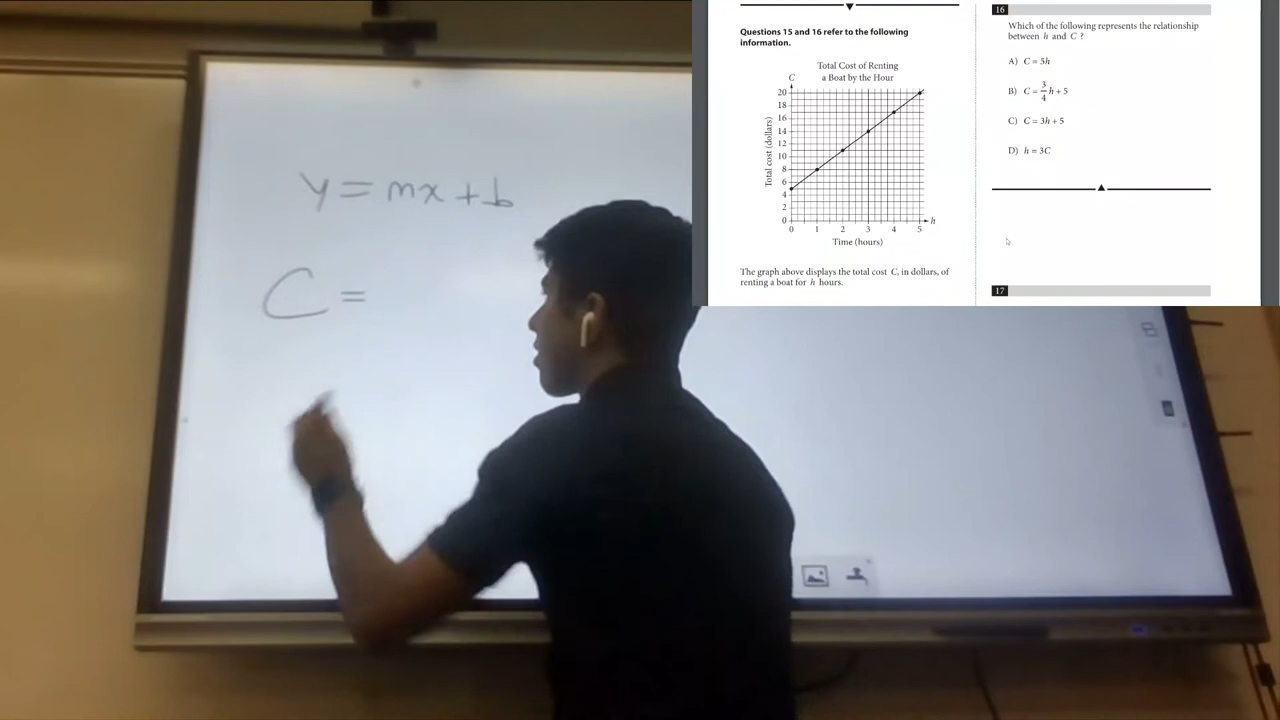 y = mx + b
C =
Questions 15 and 16 refer to the following
information.
Total Cost of Renting
a Boat by the Hour
C
Total cost (dollars)
20
18
16
14
12
10
8
6
4
2
0
0 1 2 3 4 5
h
Time (hours)
The graph above displays the total cost C, in dollars, of
renting a boat for h hours.
16
Which of the following represents the relationship
between h and C ?
A) C = 5h
B) C = 3/4 h + 5
C) C = 3h + 5
D) h = 3C
17